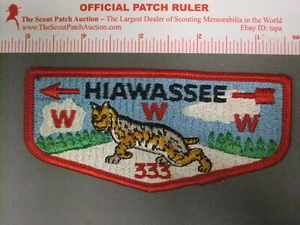 OFFICIAL PATCH RULER
The Scout Patch Auction – The Largest Dealer of Scouting Memorabilia in the World
www.TheScoutPatchAuction.com Ebay ID: tapa
HIAWASSEE
W W W
333